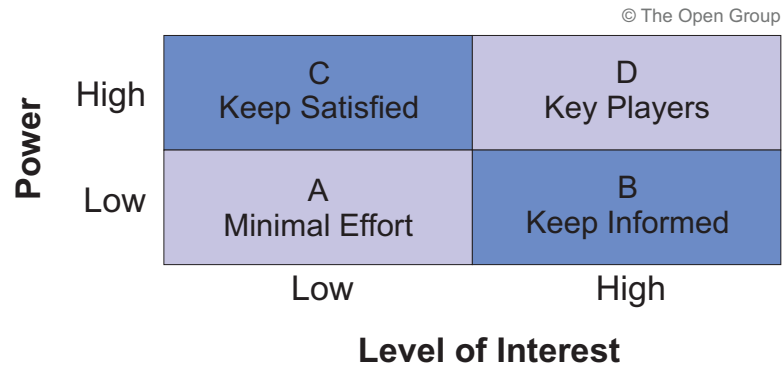 © The Open Group
C
Keep Satisfied
D
Key Players
High
Power
A
Minimal Effort
B
Keep Informed
Low
Low
High
Level of Interest